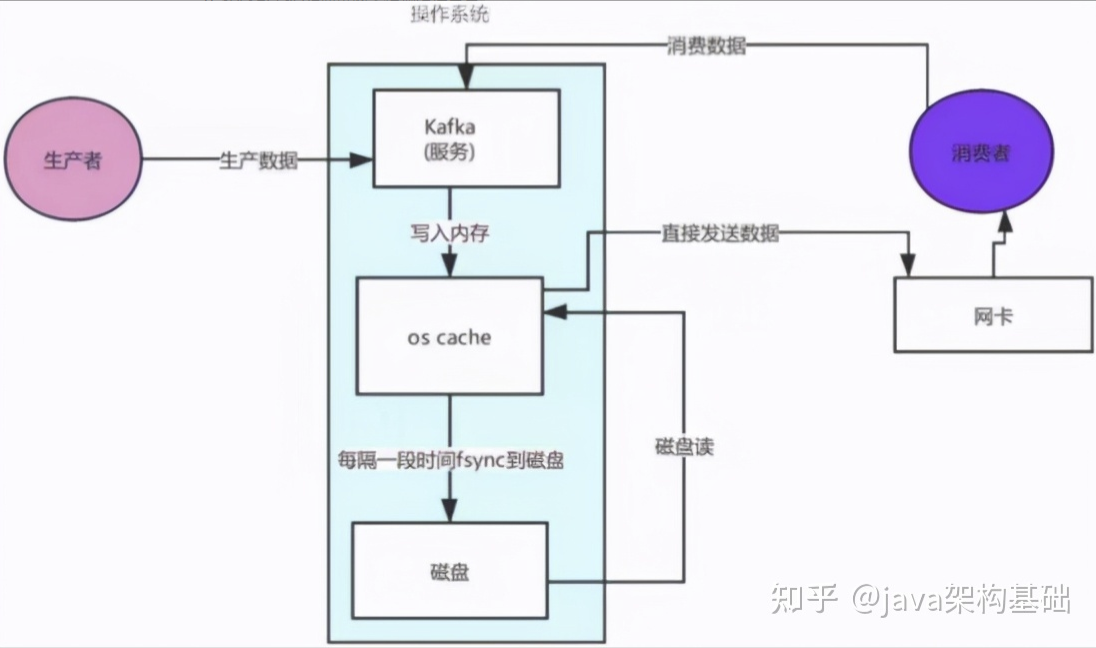 操作系统
消费数据
Kafka
(服务)
生产者
生产数据
消费者
写入内存
直接发送数据
网卡
os cache
磁盘读
每隔一段时间fsync到磁盘
磁盘
知乎 @java架构基础